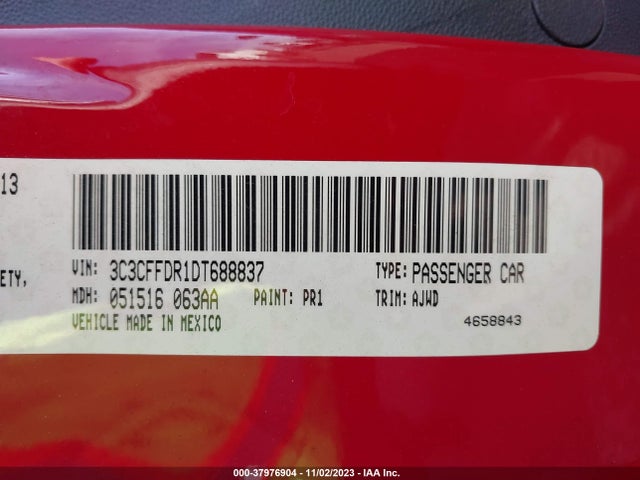 13
VIN: 3C3CFFDR1DT688837 TYPE: PASSENGER CAR
ETY,
MDH: 051516 063AA PAINT: PR1 TRIM: AJWD
VEHICLE MADE IN MEXICO 4658843
000-37976904 - 11/02/2023 - IAA Inc.